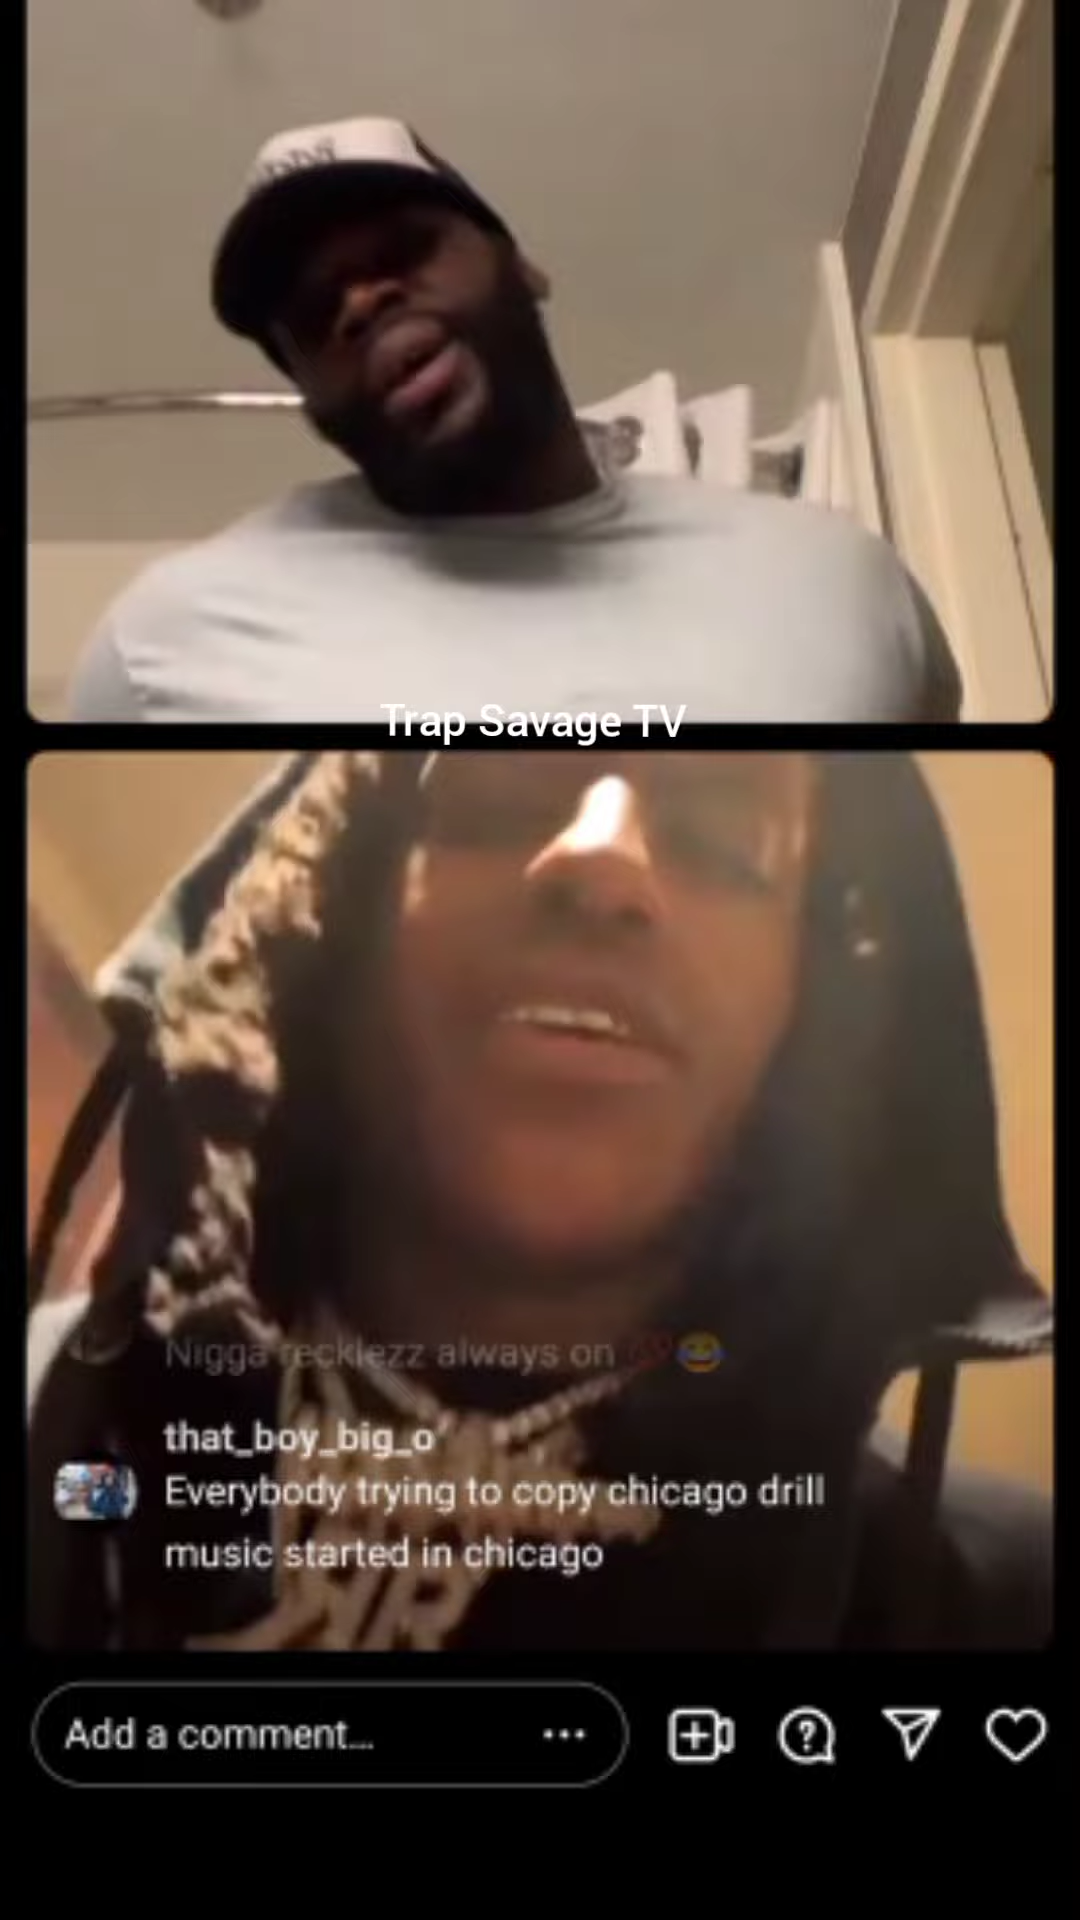 Trap Savage TV
Nigga recklezz always on 💯😂
that_boy_big_o
Everybody trying to copy chicago drill
music started in chicago
Add a comment...